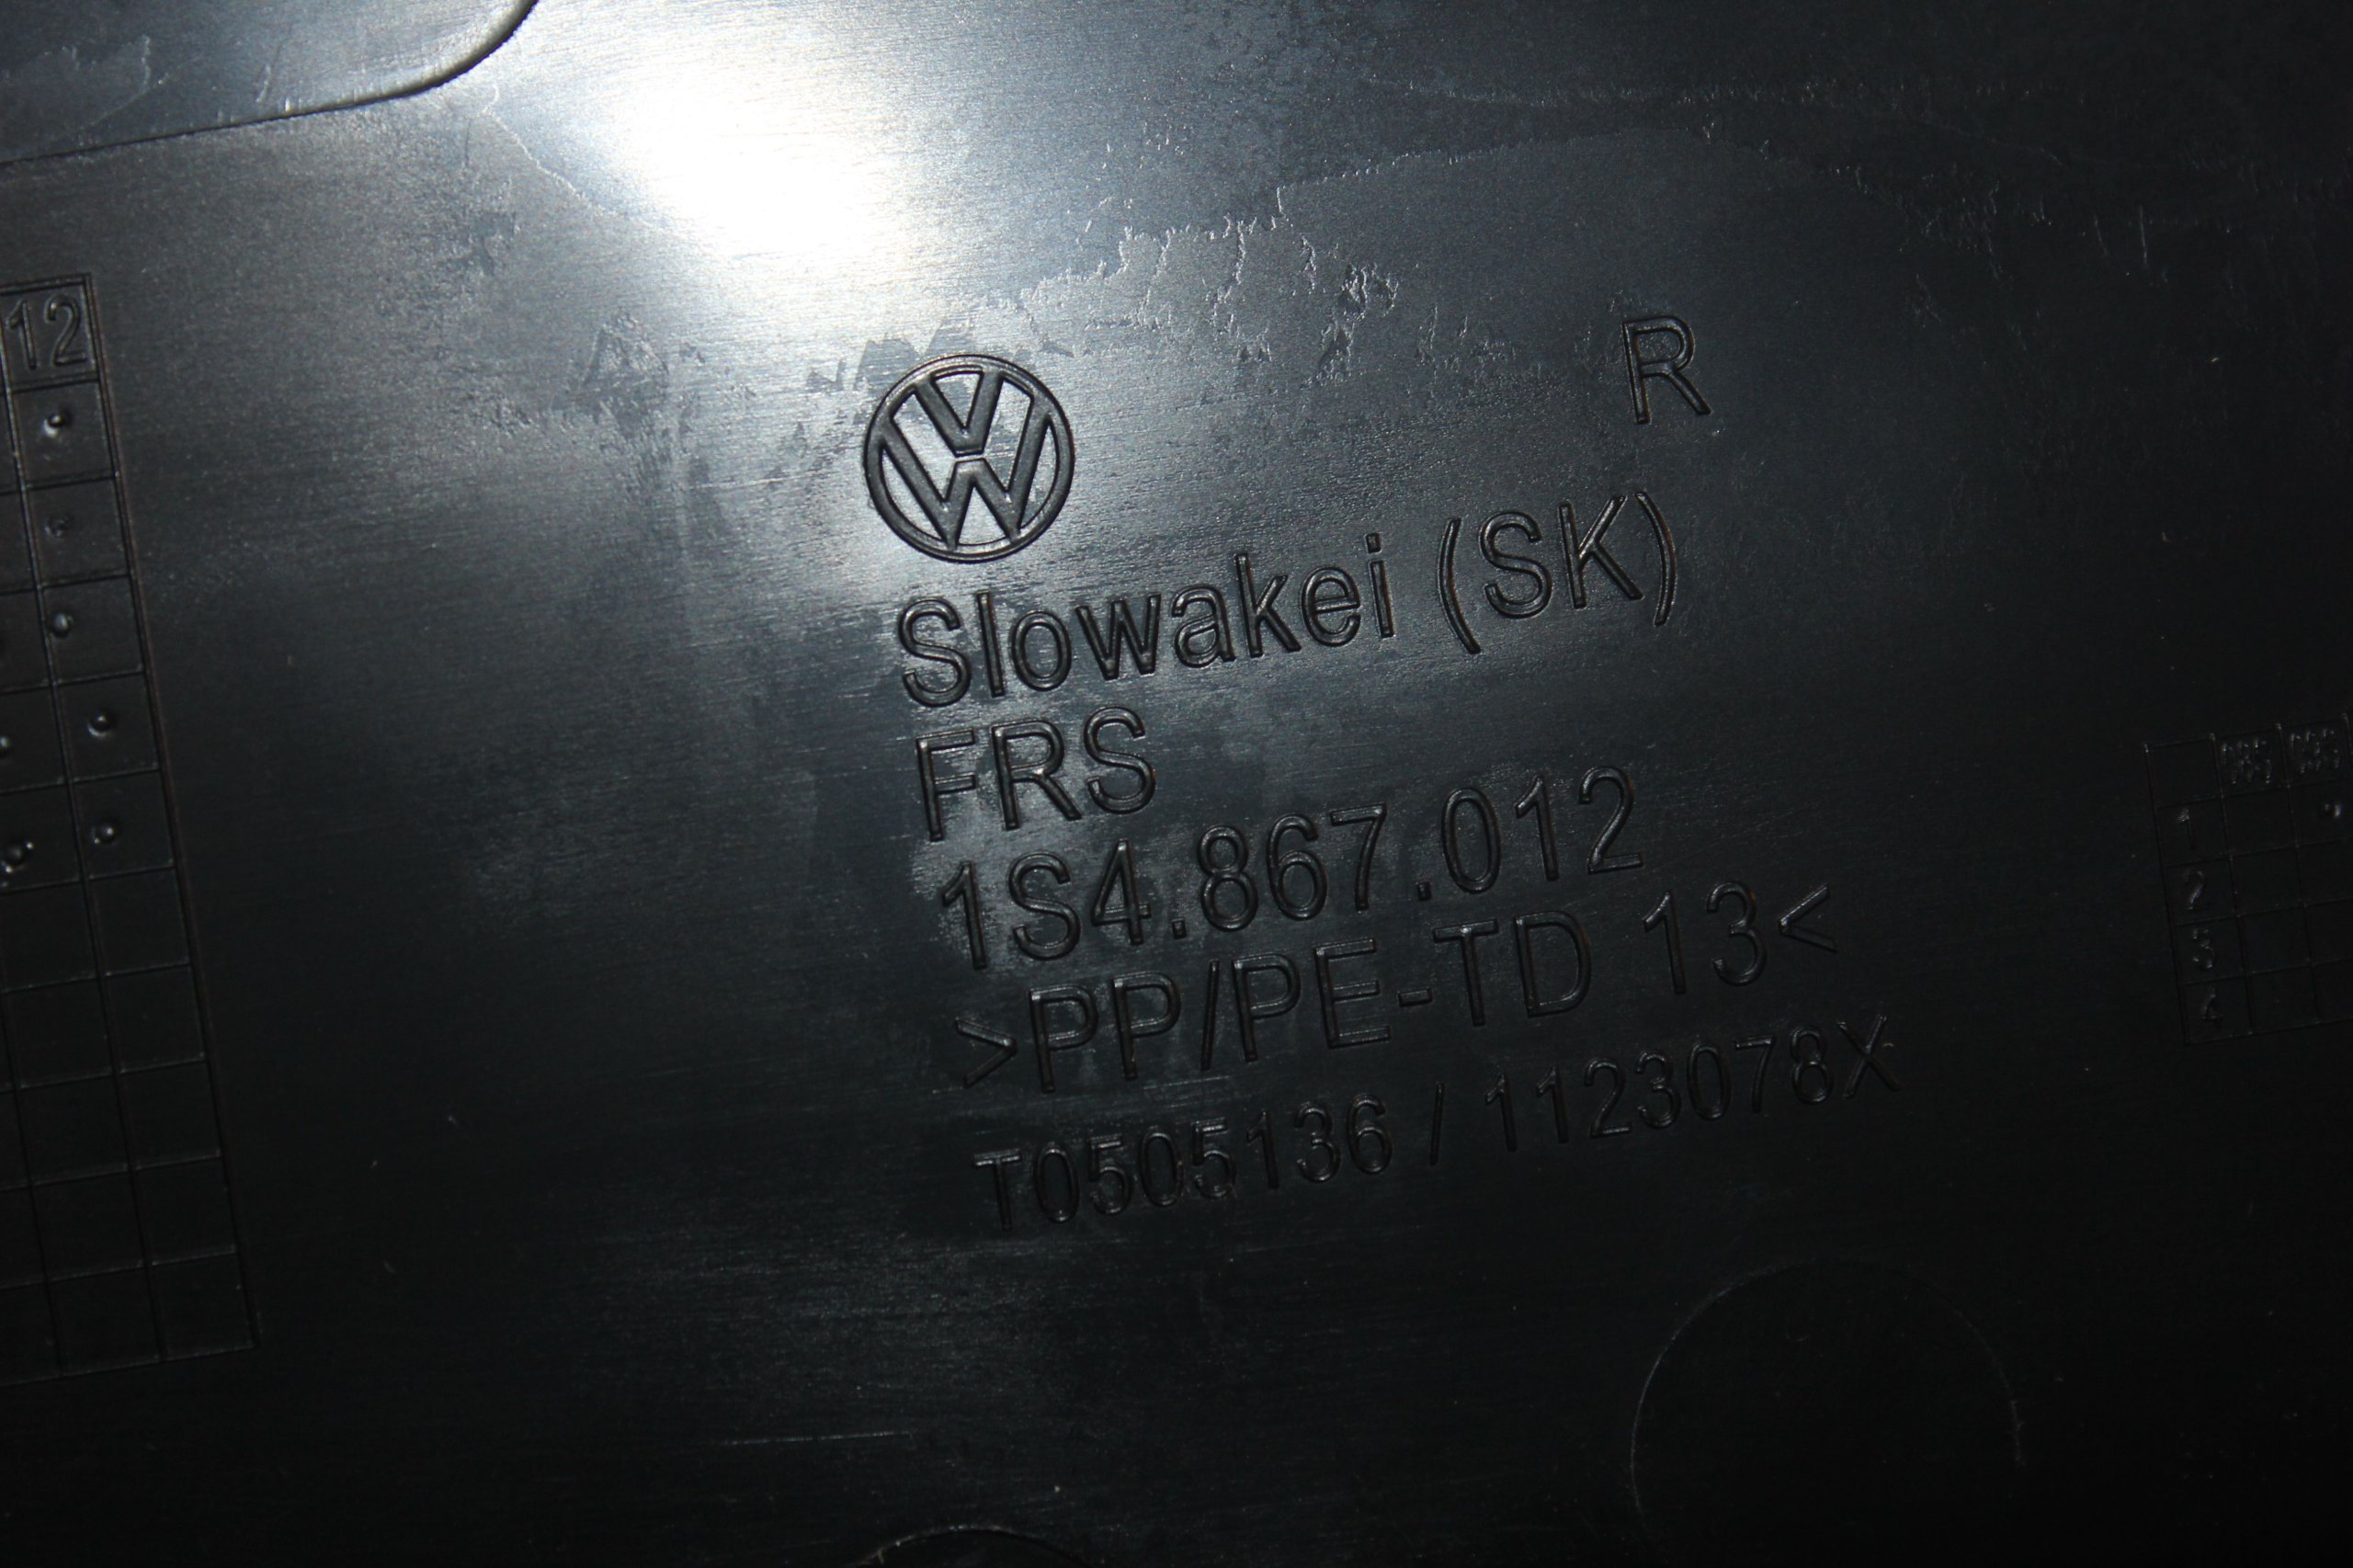 12
R
Slowakei (SK)
FRS
1S4.867.012
>PP/PE-TD 13<
T0505136 / 1123078X
1
2
3
4